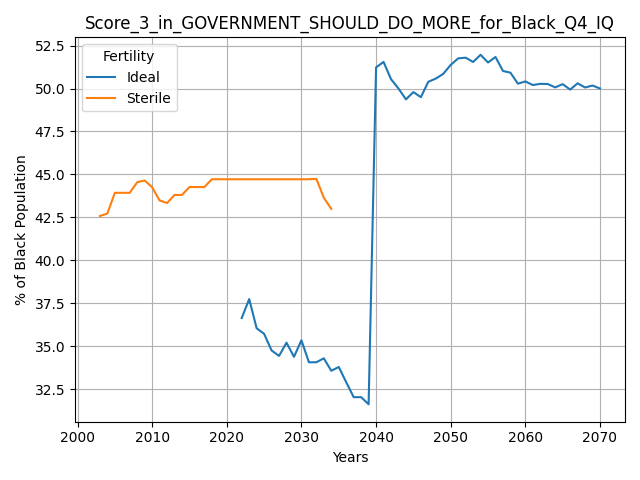 Score_3_in_GOVERNMENT_SHOULD_DO_MORE_for_Black_Q4_IQ
Fertility
Ideal
Sterile
% of Black Population
52.5
50.0
47.5
45.0
42.5
40.0
37.5
35.0
32.5
2000 2010 2020 2030 2040 2050 2060 2070
Years